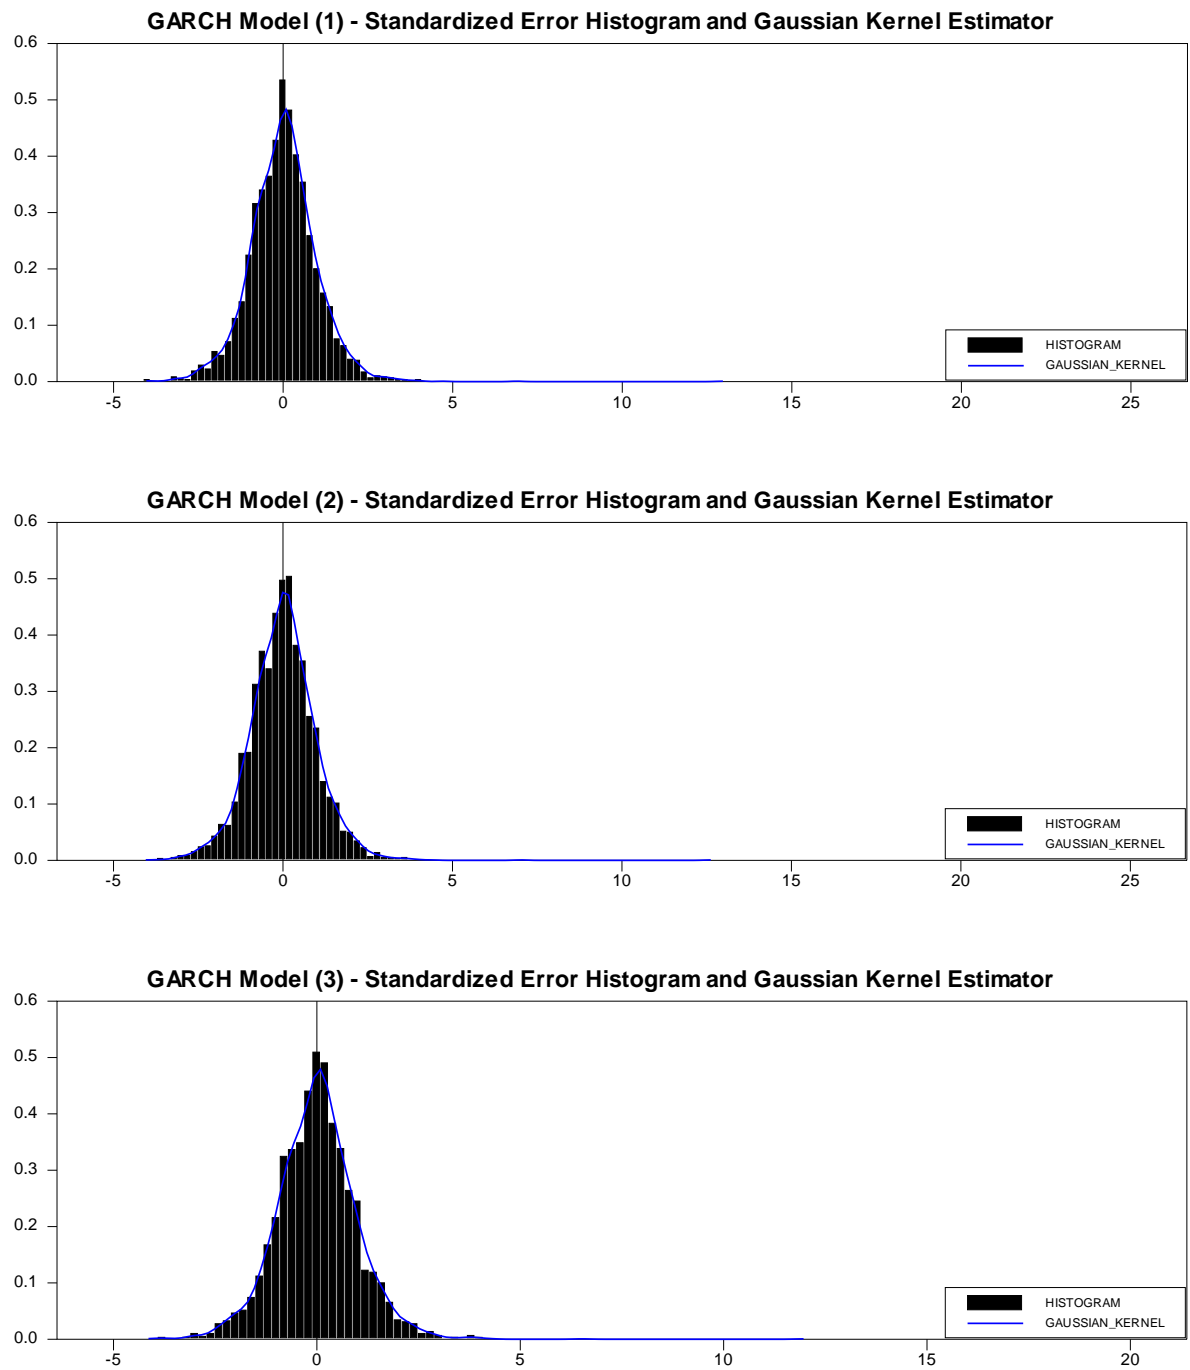 GARCH Model (1) - Standardized Error Histogram and Gaussian Kernel Estimator
0.6
0.5
0.4
0.3
0.2
0.1
0.0
HISTOGRAM
GAUSSIAN_KERNEL
-5 0 5 10 15 20 25
GARCH Model (2) - Standardized Error Histogram and Gaussian Kernel Estimator
0.6
0.5
0.4
0.3
0.2
0.1
0.0
HISTOGRAM
GAUSSIAN_KERNEL
-5 0 5 10 15 20 25
GARCH Model (3) - Standardized Error Histogram and Gaussian Kernel Estimator
0.6
0.5
0.4
0.3
0.2
0.1
0.0
HISTOGRAM
GAUSSIAN_KERNEL
-5 0 5 10 15 20